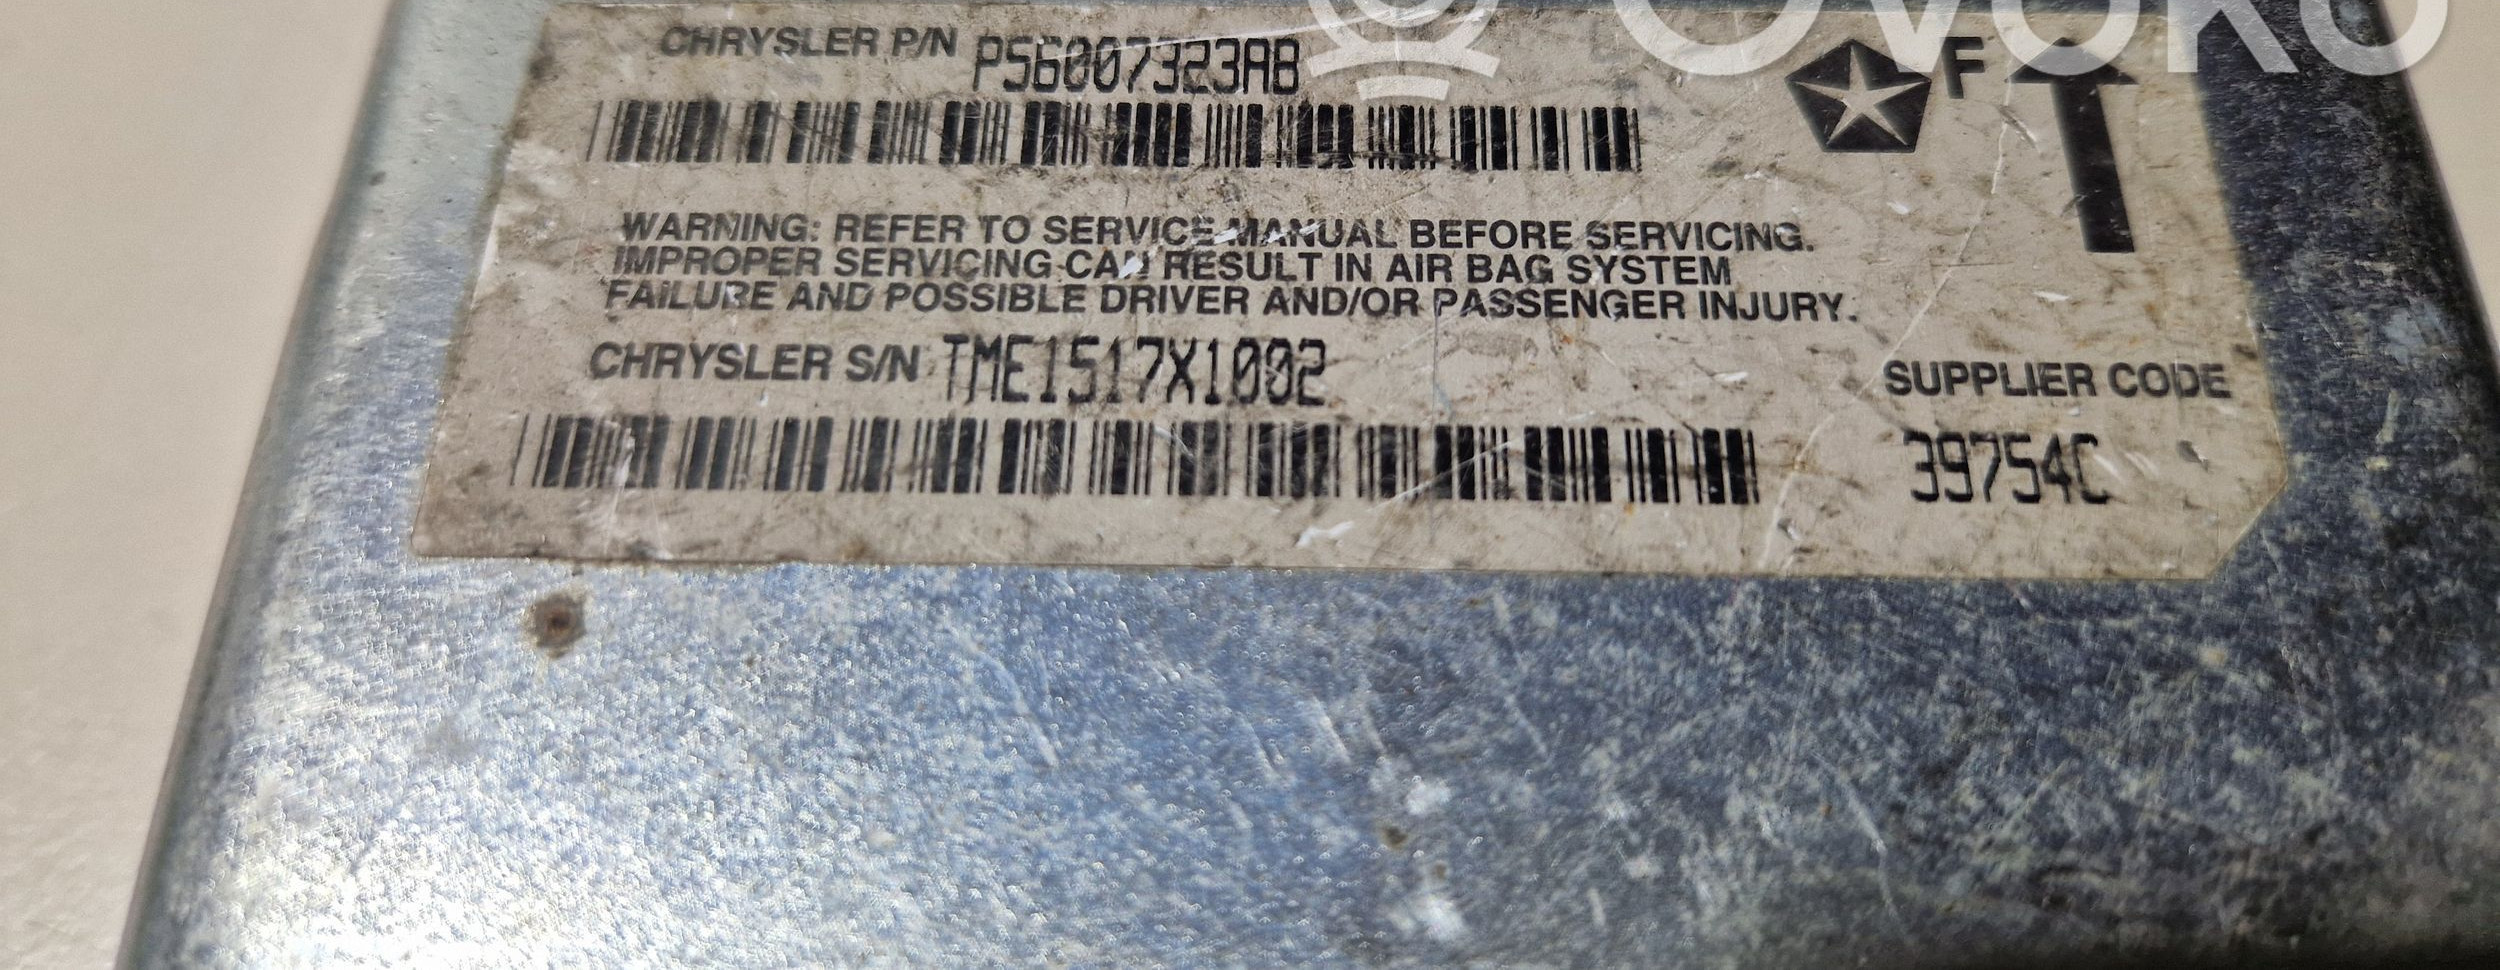 OVOKO
CHRYSLER P/N P56007323AB
F
WARNING: REFER TO SERVICE MANUAL BEFORE SERVICING.
IMPROPER SERVICING CAN RESULT IN AIR BAG SYSTEM
FAILURE AND POSSIBLE DRIVER AND/OR PASSENGER INJURY.
CHRYSLER S/N TME1517X1002
SUPPLIER CODE
39754C